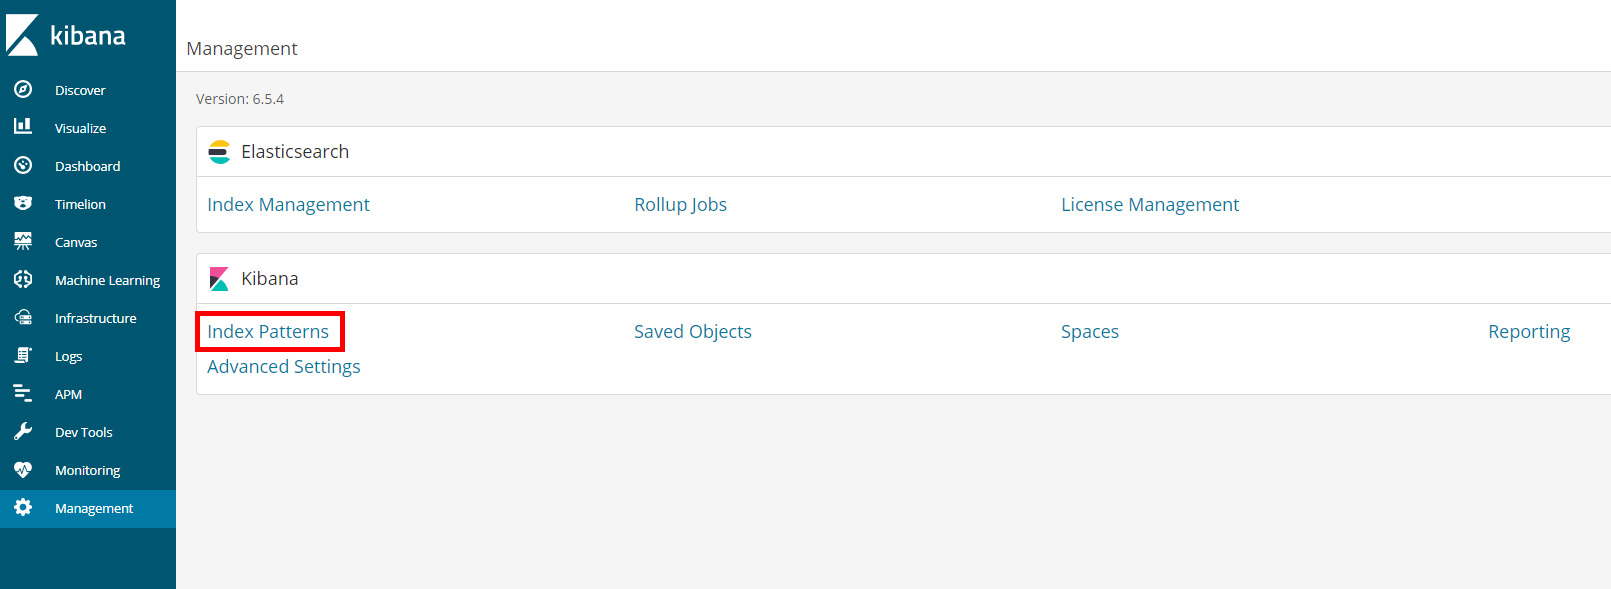 kibana
Discover
Visualize
Dashboard
Timelion
Canvas
Machine Learning
Infrastructure
Logs
APM
Dev Tools
Monitoring
Management
Management
Version: 6.5.4
Elasticsearch
Index Management Rollup Jobs License Management
Kibana
Index Patterns Saved Objects Spaces Reporting
Advanced Settings